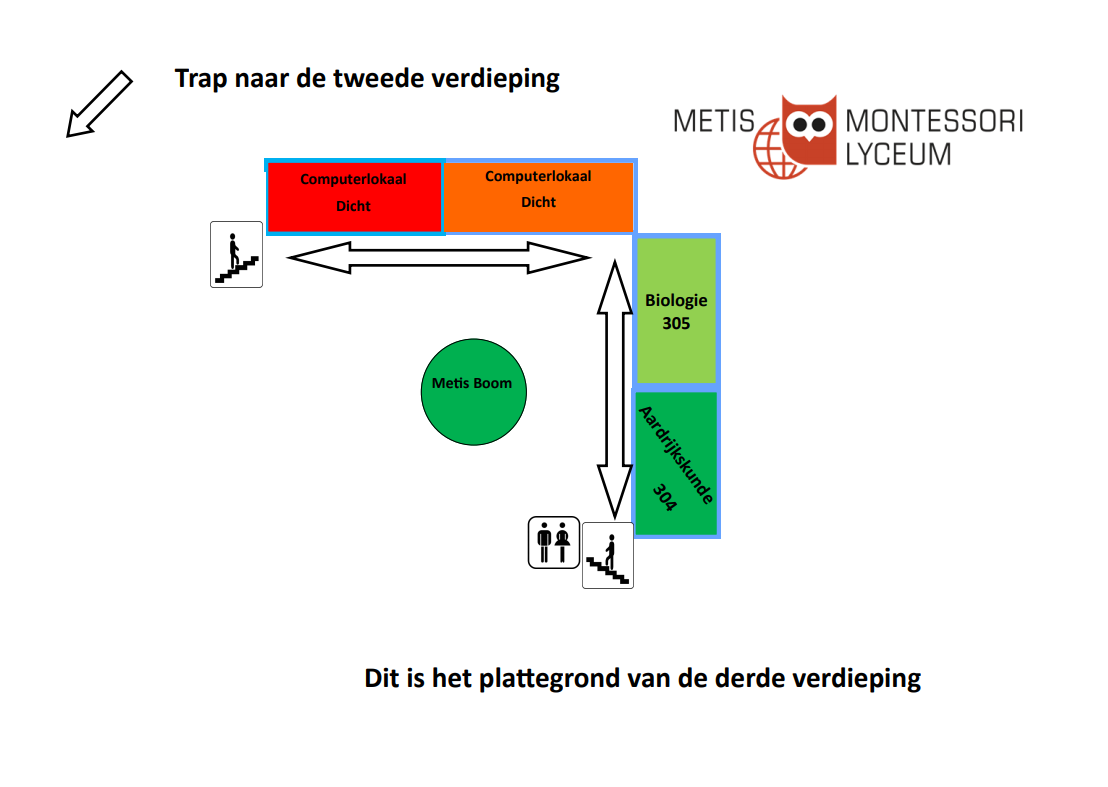 Trap naar de tweede verdieping
METIS MONTESSORI
LYCEUM
Computerlokaal
Dicht
Computerlokaal
Dicht
Biologie
305
Metis Boom
Aardrijkskunde
304
Dit is het plattegrond van de derde verdieping